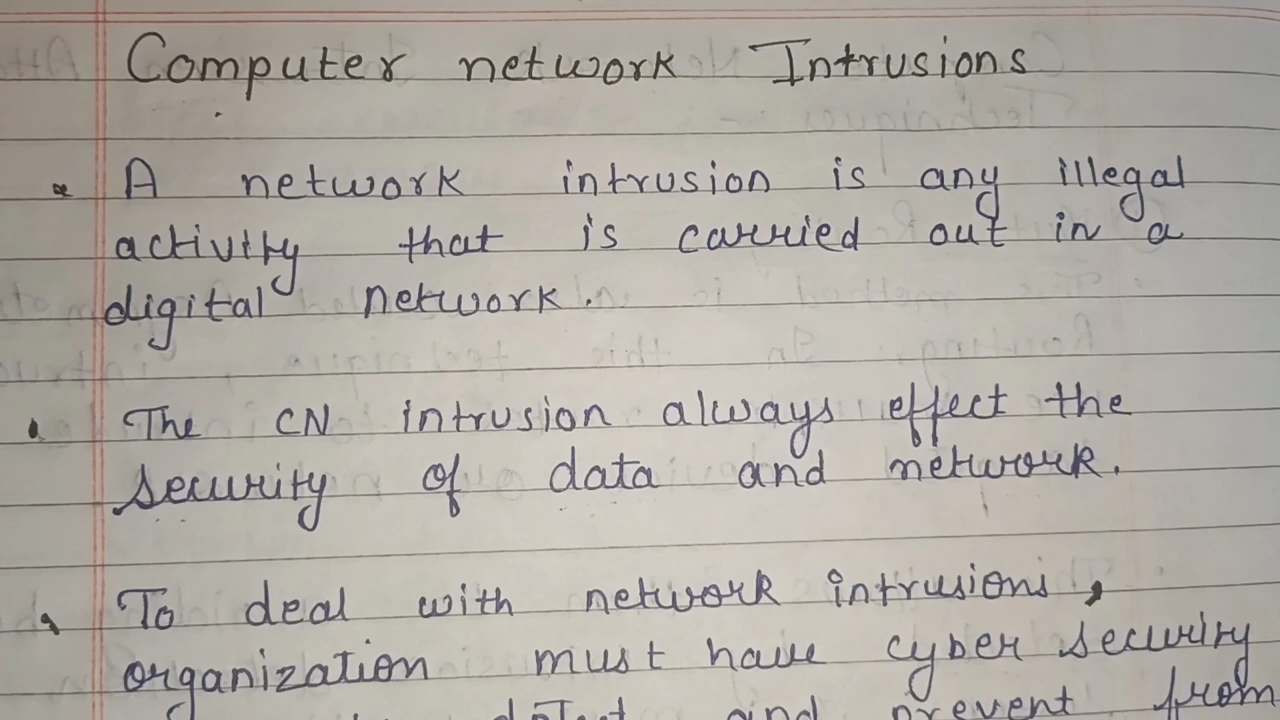 Computer network Intrusions
• A network intrusion is any illegal
activity that is carried out in a
digital network.
• The CN intrusion always effect the
security of data and network.
• To deal with network intrusions,
organization must have cyber security
detect and prevent from